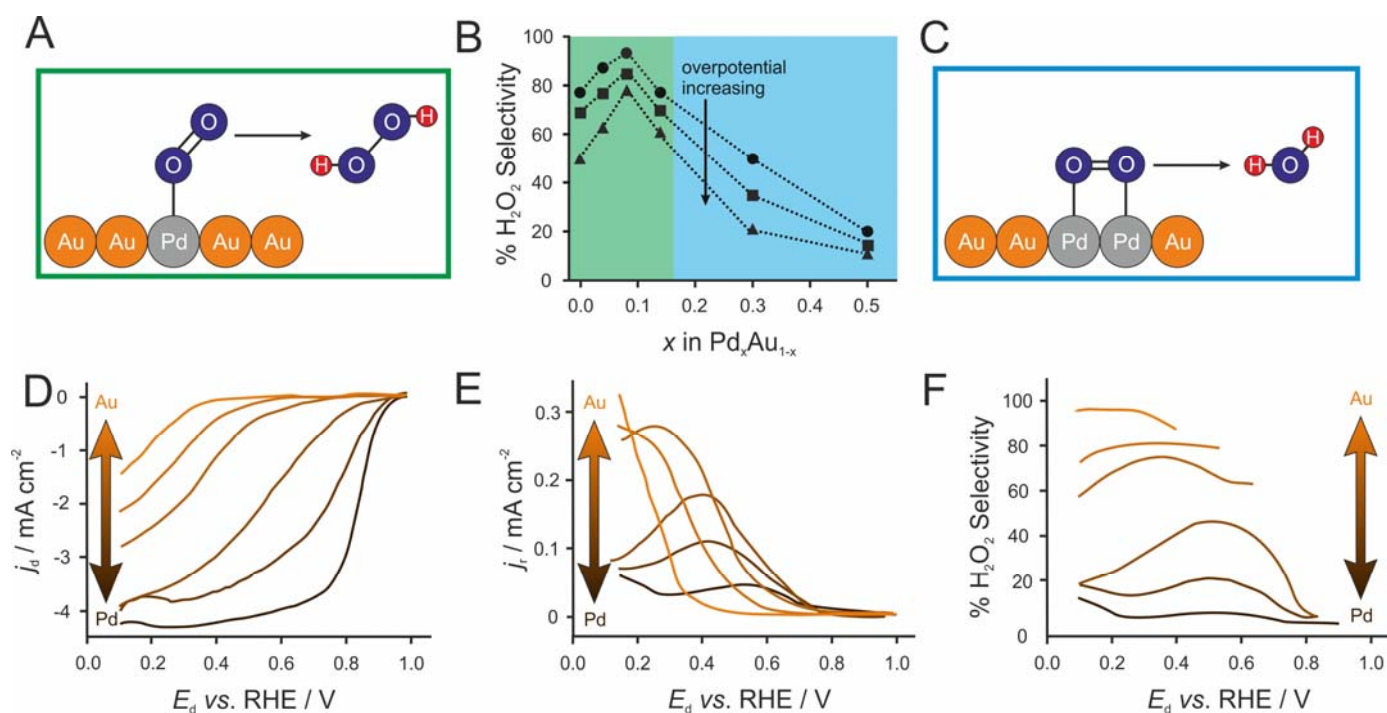 A
O
O
H
O
O
H
Au Au Pd Au Au
B
100
80
60
40
20
0
% H₂O₂ Selectivity
overpotential
increasing
0.0 0.1 0.2 0.3 0.4 0.5
x in PdₓAu₁₋ₓ
C
O O
H
H
O
Au Au Pd Pd Au
D
0
-1
-2
-3
-4
j_d / mA cm⁻²
Au
Pd
0.0 0.2 0.4 0.6 0.8 1.0
E_d vs. RHE / V
E
0.3
0.2
0.1
0
j_r / mA cm⁻²
Au
Pd
0.0 0.2 0.4 0.6 0.8 1.0
E_d vs. RHE / V
F
100
80
60
40
20
0
% H₂O₂ Selectivity
Au
Pd
0.0 0.2 0.4 0.6 0.8 1.0
E_d vs. RHE / V